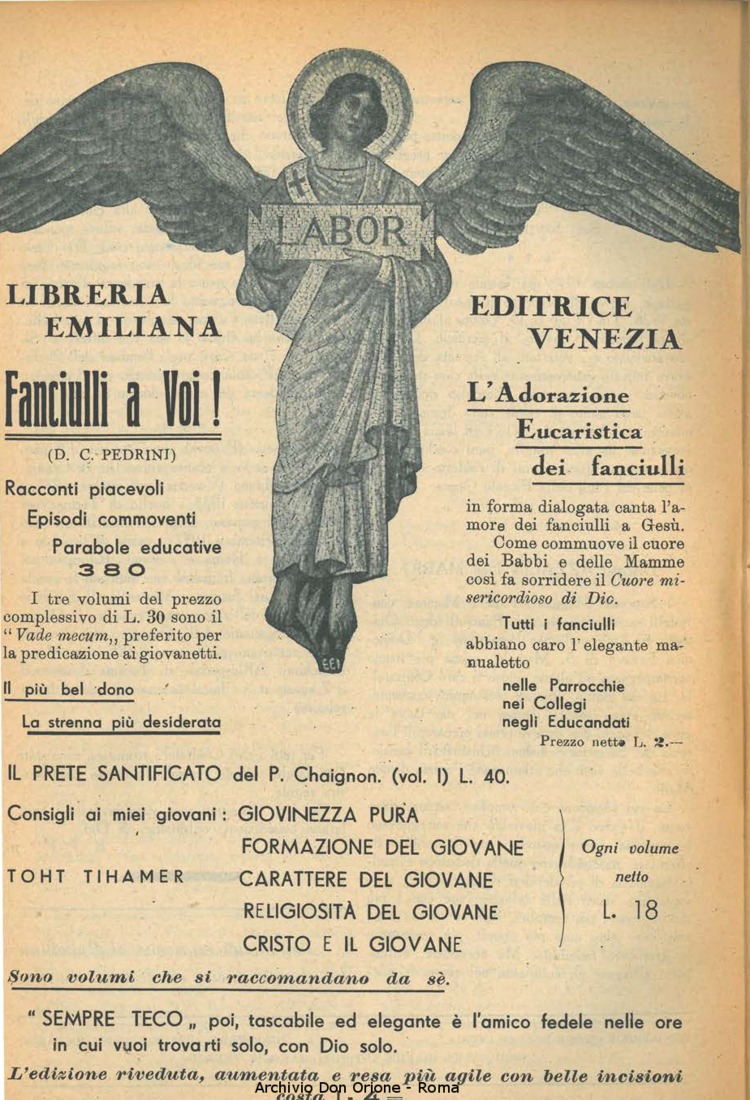 LABOR
LIBRERIA
EMILIANA
EDITRICE
VENEZIA
Fanciulli a Voi !
(D. C. PEDRINI)
Racconti piacevoli
Episodi commoventi
Parabole educative
380
I tre volumi del prezzo
complessivo di L. 30 sono il
“ Vade mecum„ preferito per
la predicazione ai giovanetti.
Il più bel dono
La strenna più desiderata
L'Adorazione
Eucaristica
dei fanciulli
in forma dialogata canta l'a-
more dei fanciulli a Gesù.
Come commuove il cuore
dei Babbi e delle Mamme
così fa sorridere il Cuore mi-
sericordioso di Dio.
Tutti i fanciulli
abbiano caro l'elegante ma-
nualetto
nelle Parrocchie
nei Collegi
negli Educandati
Prezzo netto L. 2.—
IL PRETE SANTIFICATO del P. Chaignon. (vol. I) L. 40.
Consigli ai miei giovani : GIOVINEZZA PURA
FORMAZIONE DEL GIOVANE
TOHT TIHAMER CARATTERE DEL GIOVANE
RELIGIOSITÀ DEL GIOVANE
CRISTO E IL GIOVANE
Ogni volume
netto
L. 18
Sono volumi che si raccomandano da sè.
“ SEMPRE TECO „ poi, tascabile ed elegante è l'amico fedele nelle ore
in cui vuoi trovarti solo, con Dio solo.
L'edizione riveduta, aumentata e resa più agile con belle incisioni
costa L. 4 —
Archivio Don Orione - Roma